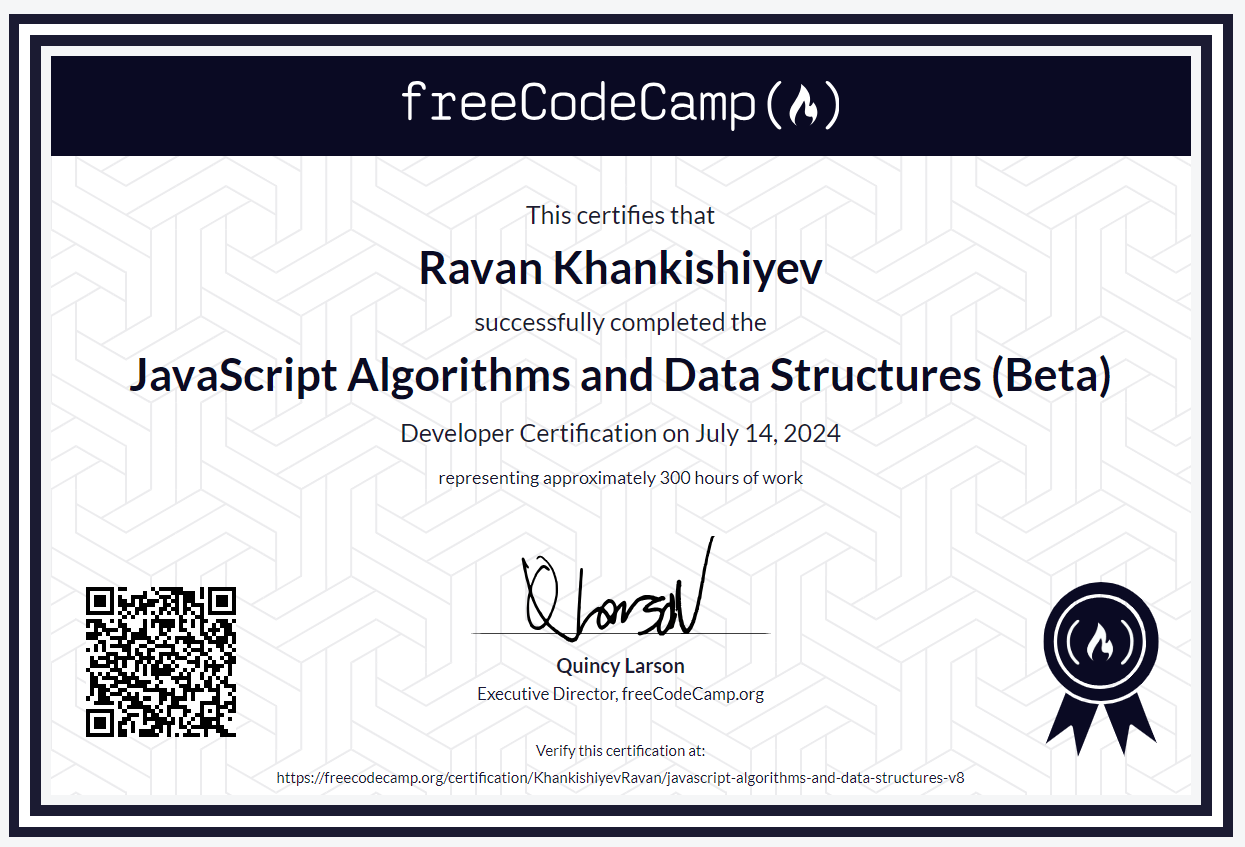 freeCodeCamp
This certifies that
Ravan Khankishiyev
successfully completed the
JavaScript Algorithms and Data Structures (Beta)
Developer Certification on July 14, 2024
representing approximately 300 hours of work
Q Larson
Quincy Larson
Executive Director, freeCodeCamp.org
Verify this certification at:
https://freecodecamp.org/certification/KhankishiyevRavan/javascript-algorithms-and-data-structures-v8